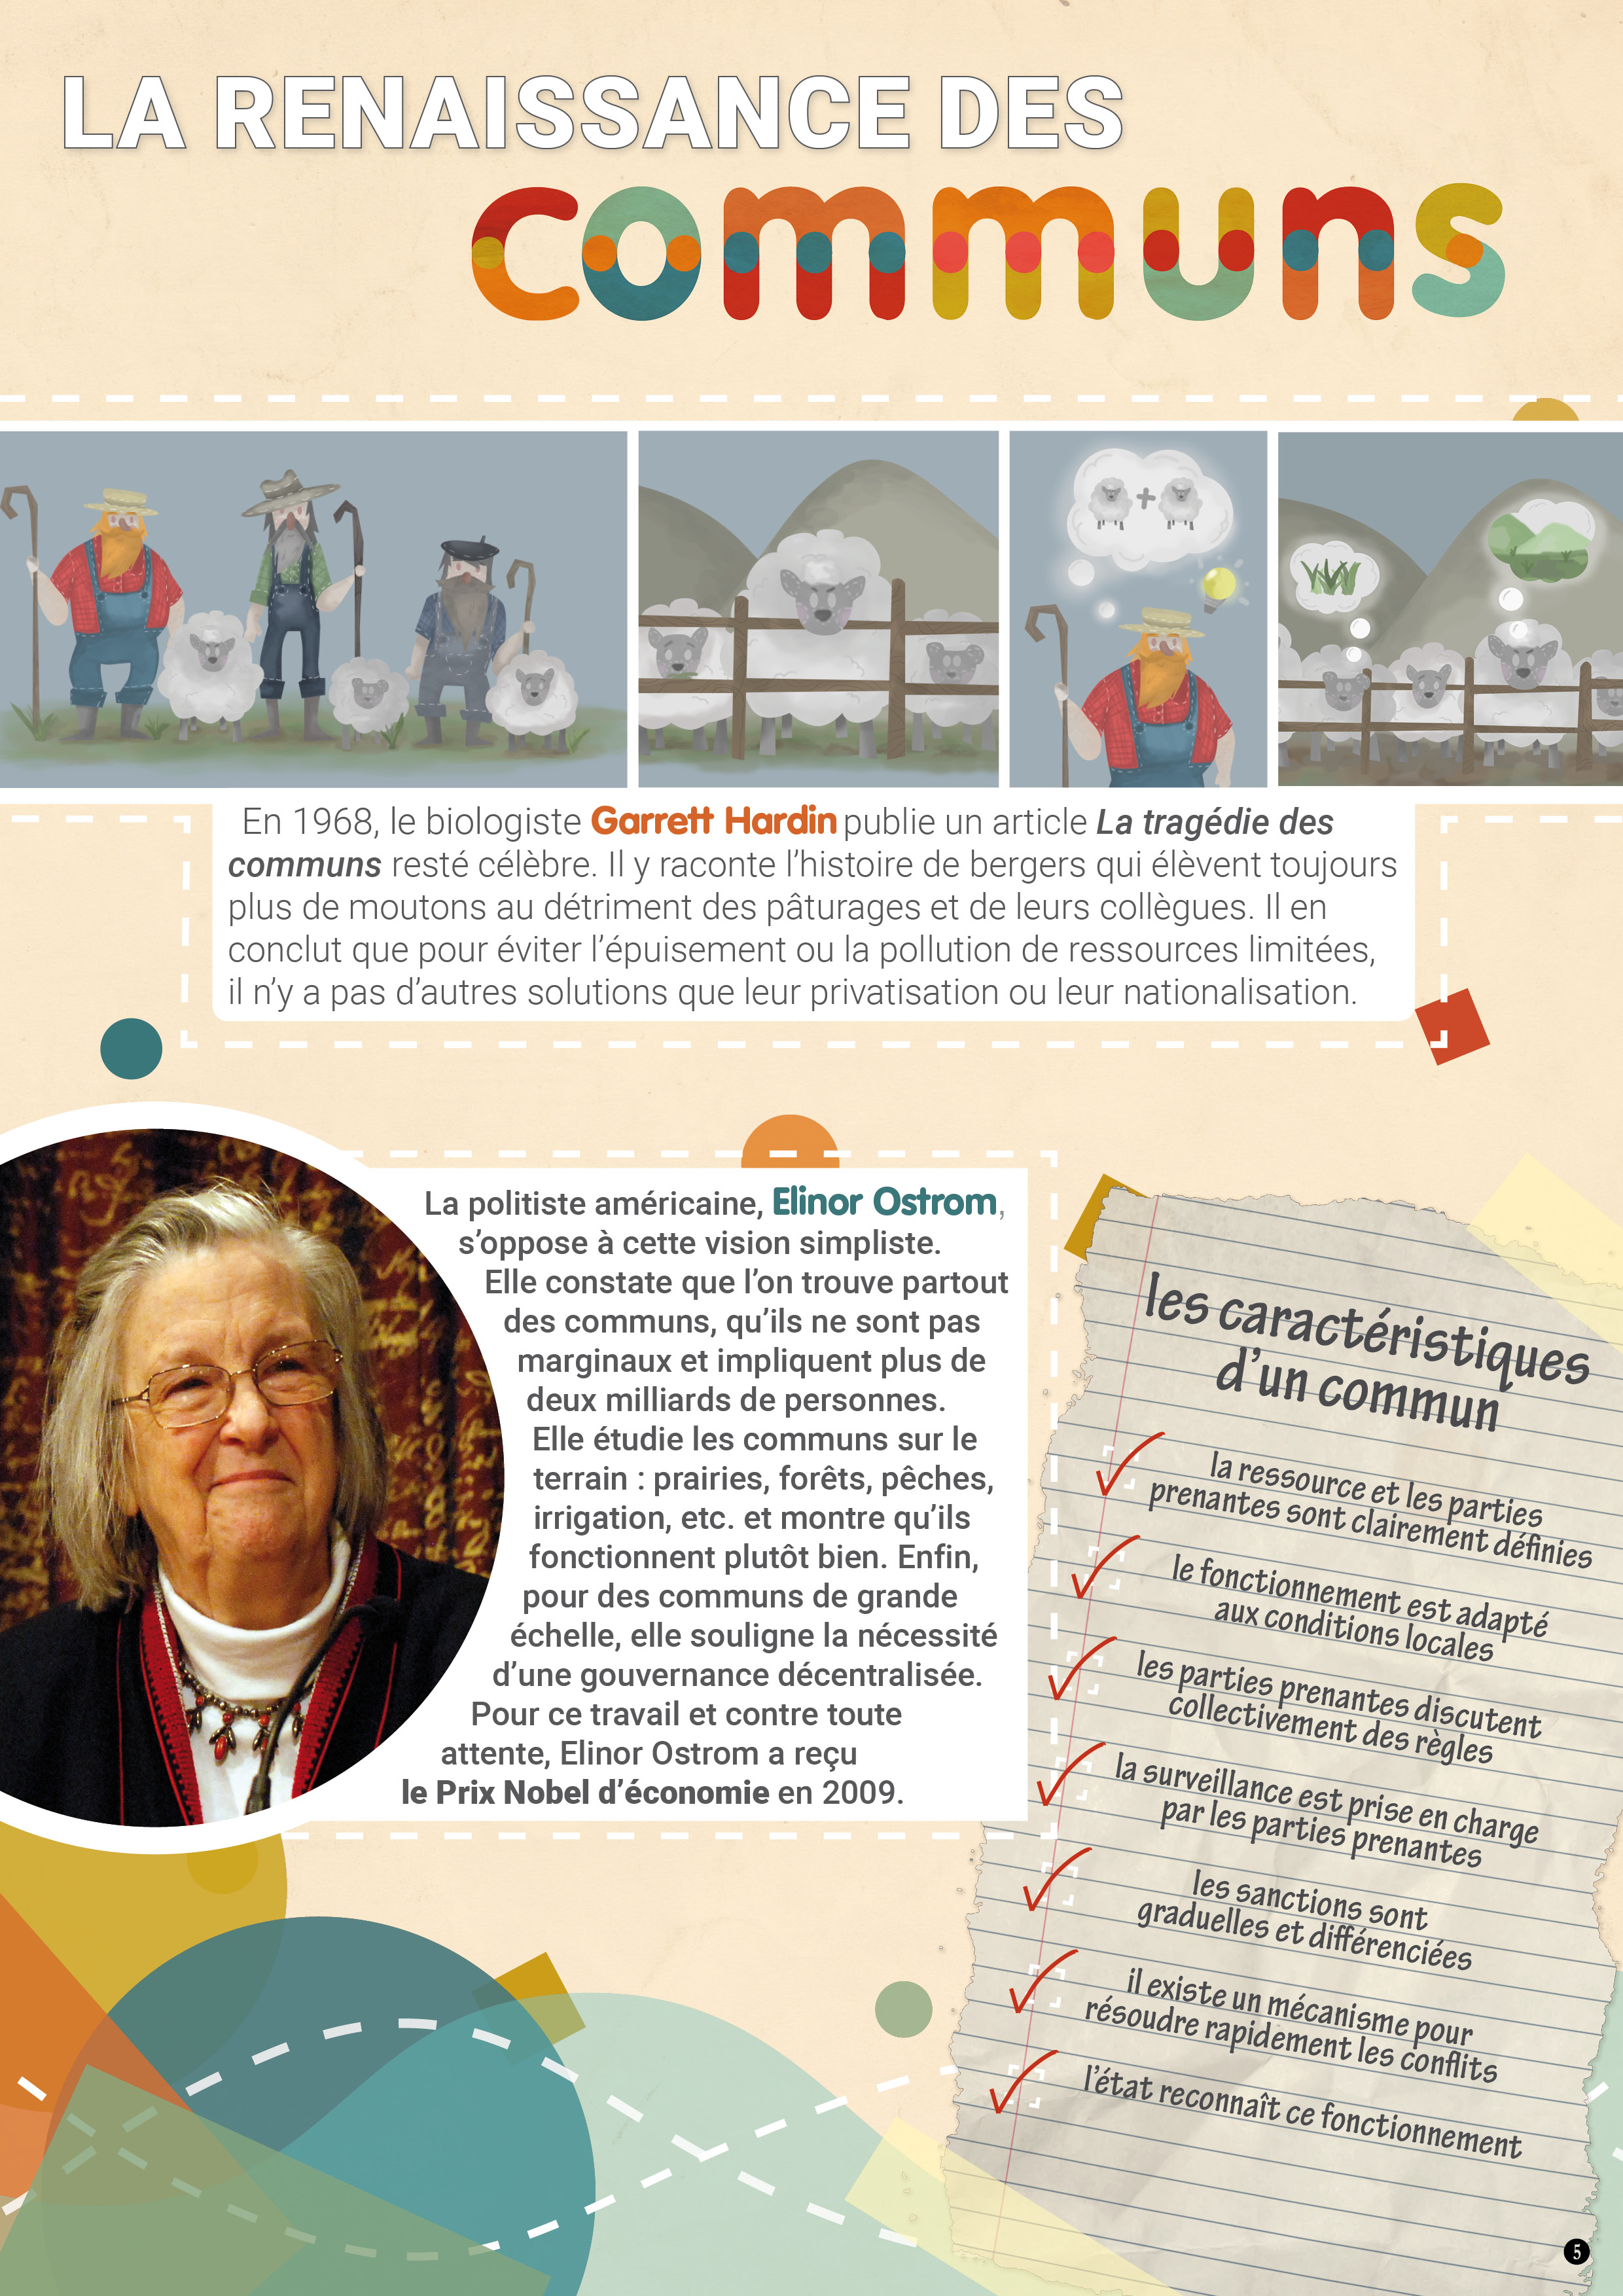 LA RENAISSANCE DES
communs
En 1968, le biologiste Garrett Hardin publie un article La tragédie des
communs resté célèbre. Il y raconte l’histoire de bergers qui élèvent toujours
plus de moutons au détriment des pâturages et de leurs collègues. Il en
conclut que pour éviter l’épuisement ou la pollution de ressources limitées,
il n’y a pas d’autres solutions que leur privatisation ou leur nationalisation.
La politiste américaine, Elinor Ostrom,
s’oppose à cette vision simpliste.
Elle constate que l’on trouve partout
des communs, qu’ils ne sont pas
marginaux et impliquent plus de
deux milliards de personnes.
Elle étudie les communs sur le
terrain : prairies, forêts, pêches,
irrigation, etc. et montre qu’ils
fonctionnent plutôt bien. Enfin,
pour des communs de grande
échelle, elle souligne la nécessité
d’une gouvernance décentralisée.
Pour ce travail et contre toute
attente, Elinor Ostrom a reçu
le Prix Nobel d’économie en 2009.
les caractéristiques
d’un commun
la ressource et les parties
prenantes sont clairement définies
le fonctionnement est adapté
aux conditions locales
les parties prenantes discutent
collectivement des règles
la surveillance est prise en charge
par les parties prenantes
les sanctions sont
graduelles et différenciées
il existe un mécanisme pour
résoudre rapidement les conflits
l’état reconnaît ce fonctionnement
5